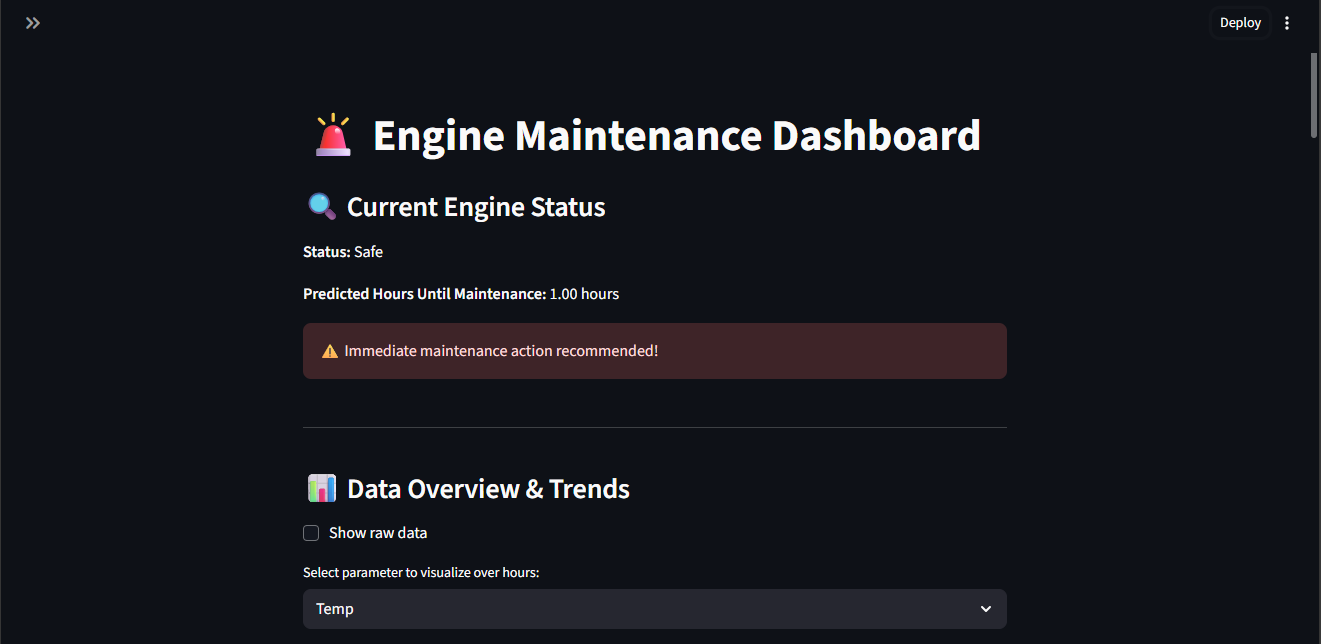 Deploy
Engine Maintenance Dashboard
Current Engine Status
Status: Safe
Predicted Hours Until Maintenance: 1.00 hours
Immediate maintenance action recommended!
Data Overview & Trends
Show raw data
Select parameter to visualize over hours:
Temp